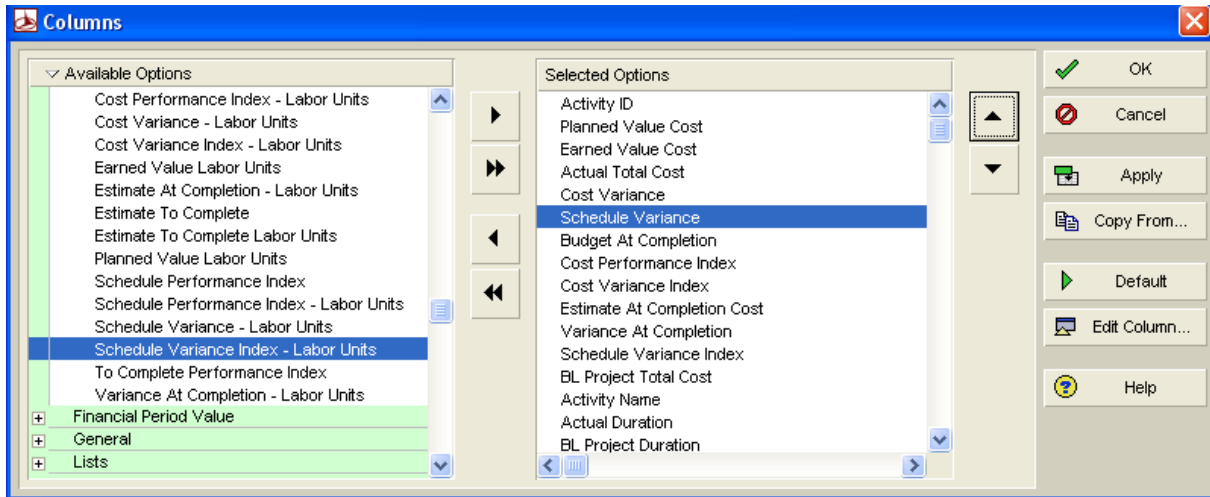 Columns
Available Options
Cost Performance Index - Labor Units
Cost Variance - Labor Units
Cost Variance Index - Labor Units
Earned Value Labor Units
Estimate At Completion - Labor Units
Estimate To Complete
Estimate To Complete Labor Units
Planned Value Labor Units
Schedule Performance Index
Schedule Performance Index - Labor Units
Schedule Variance - Labor Units
Schedule Variance Index - Labor Units
To Complete Performance Index
Variance At Completion - Labor Units
Financial Period Value
General
Lists
Selected Options
Activity ID
Planned Value Cost
Earned Value Cost
Actual Total Cost
Cost Variance
Schedule Variance
Budget At Completion
Cost Performance Index
Cost Variance Index
Estimate At Completion Cost
Variance At Completion
Schedule Variance Index
BL Project Total Cost
Activity Name
Actual Duration
BL Project Duration
OK
Cancel
Apply
Copy From...
Default
Edit Column...
Help